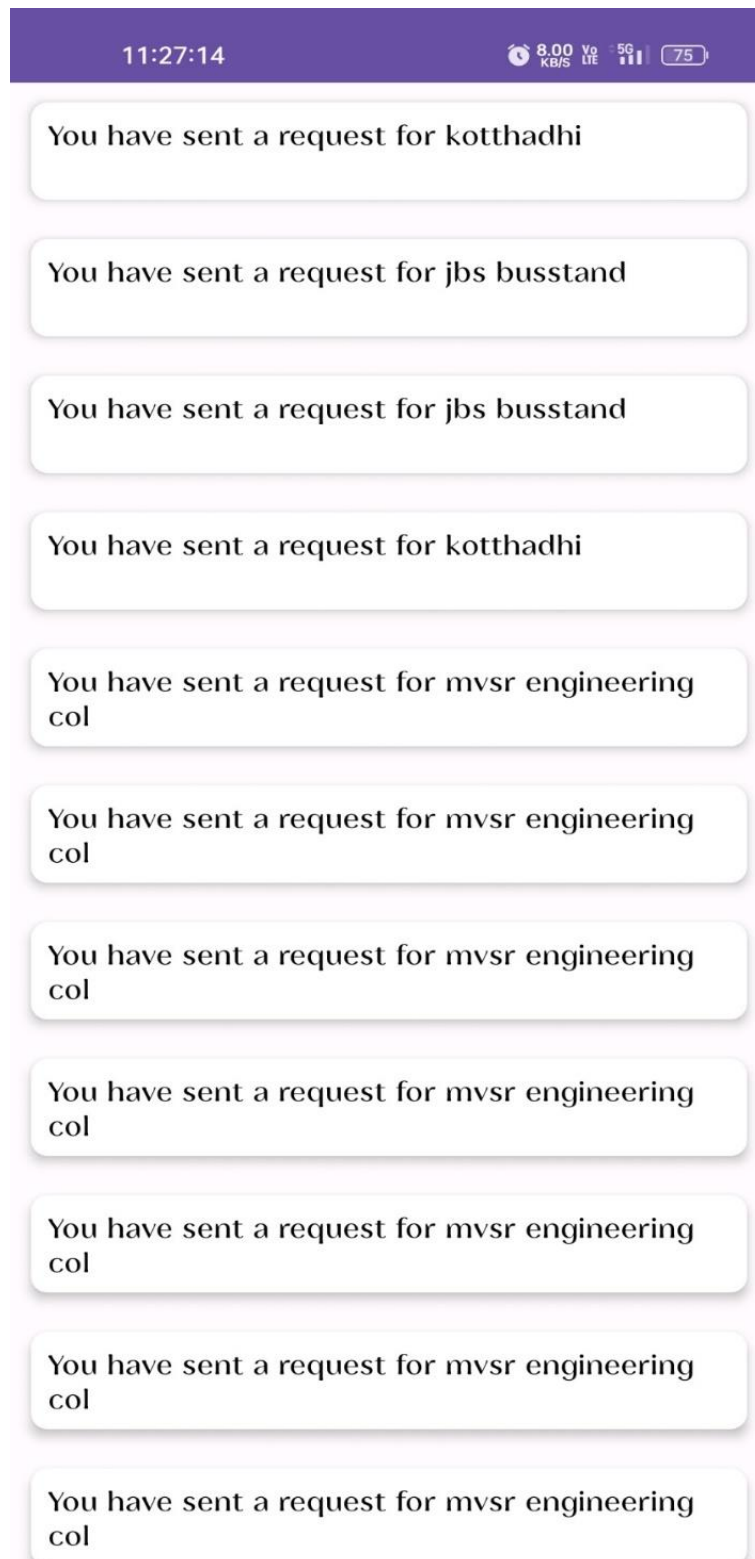 11:27:14
8.00 KB/S Vo LTE 5G 75
You have sent a request for kotthadhi
You have sent a request for jbs busstand
You have sent a request for jbs busstand
You have sent a request for kotthadhi
You have sent a request for mvsr engineering
col
You have sent a request for mvsr engineering
col
You have sent a request for mvsr engineering
col
You have sent a request for mvsr engineering
col
You have sent a request for mvsr engineering
col
You have sent a request for mvsr engineering
col
You have sent a request for mvsr engineering
col